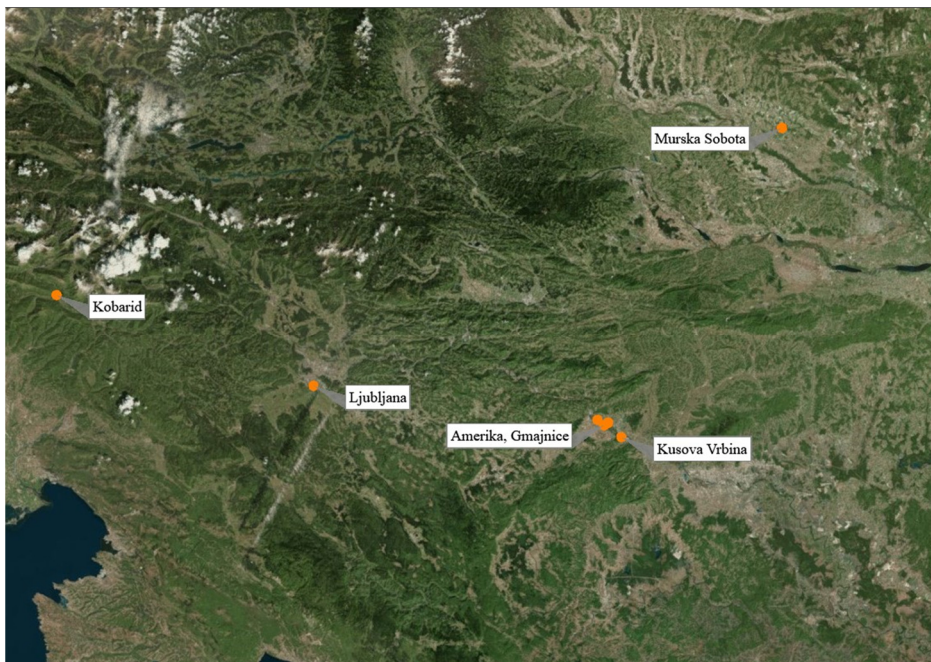 Murska Sobota
Kobarid
Ljubljana
Amerika, Gmajnice
Kusova Vrbina